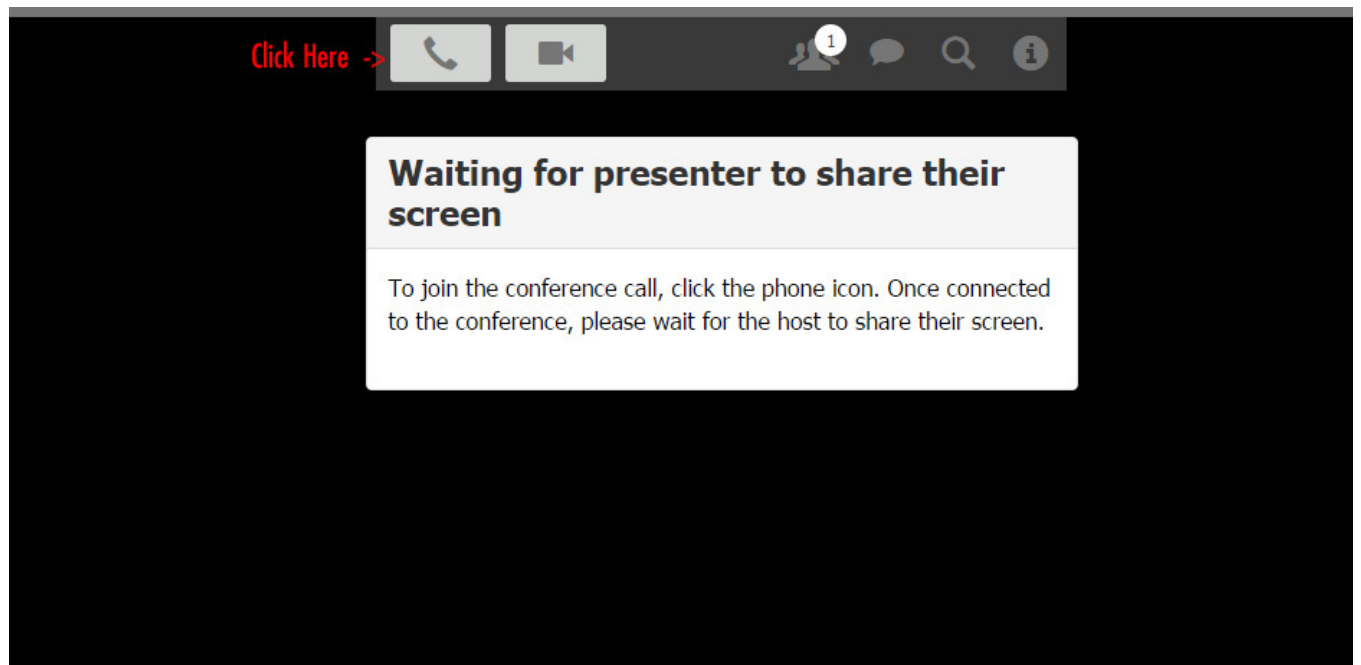 Click Here ->
1
Waiting for presenter to share their
screen
To join the conference call, click the phone icon. Once connected
to the conference, please wait for the host to share their screen.